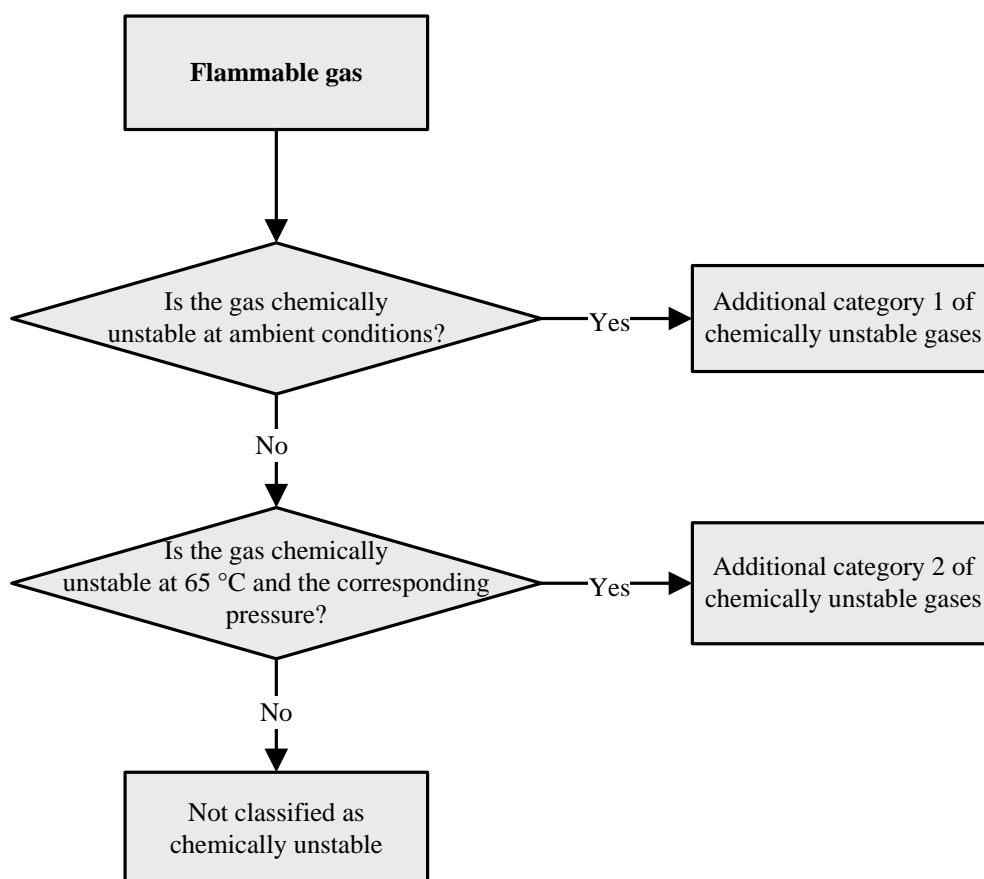 Flammable gas
Is the gas chemically
unstable at ambient conditions?
Yes
Additional category 1 of
chemically unstable gases
No
Is the gas chemically
unstable at 65 °C and the corresponding
pressure?
Yes
Additional category 2 of
chemically unstable gases
No
Not classified as
chemically unstable